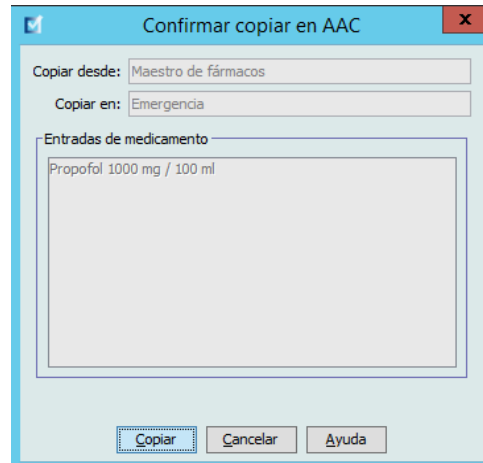 Confirmar copiar en AAC
x
Copiar desde: Maestro de fármacos
Copiar en: Emergencia
Entradas de medicamento
Propofol 1000 mg / 100 ml
Copiar Cancelar Ayuda